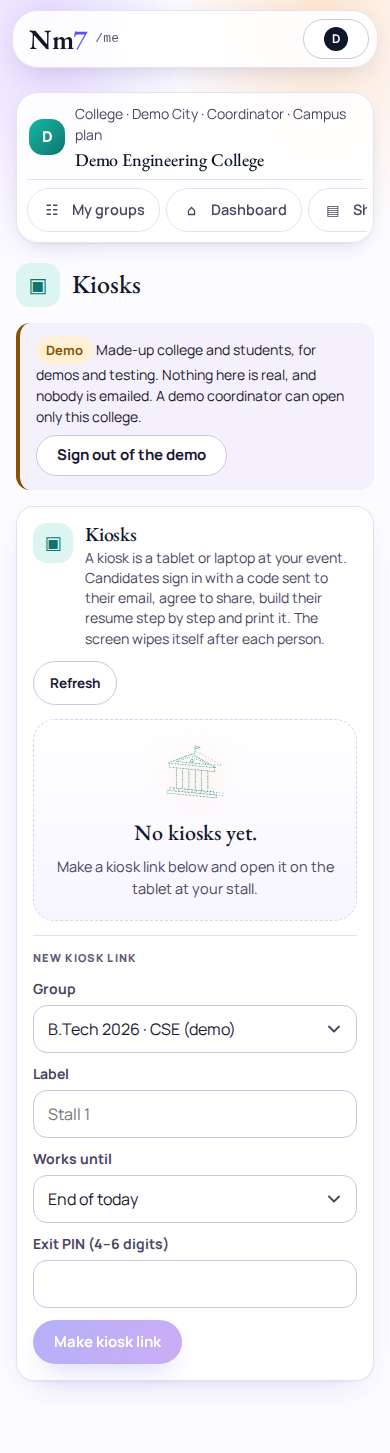 Nm7 /me
D
College · Demo City · Coordinator · Campus
plan
D
Demo Engineering College
My groups
Dashboard
Sh
Kiosks
Demo Made-up college and students, for
demos and testing. Nothing here is real, and
nobody is emailed. A demo coordinator can open
only this college.
Sign out of the demo
Kiosks
A kiosk is a tablet or laptop at your event.
Candidates sign in with a code sent to
their email, agree to share, build their
resume step by step and print it. The
screen wipes itself after each person.
Refresh
No kiosks yet.
Make a kiosk link below and open it on the
tablet at your stall.
NEW KIOSK LINK
Group
B.Tech 2026 · CSE (demo)
Label
Stall 1
Works until
End of today
Exit PIN (4–6 digits)
Make kiosk link